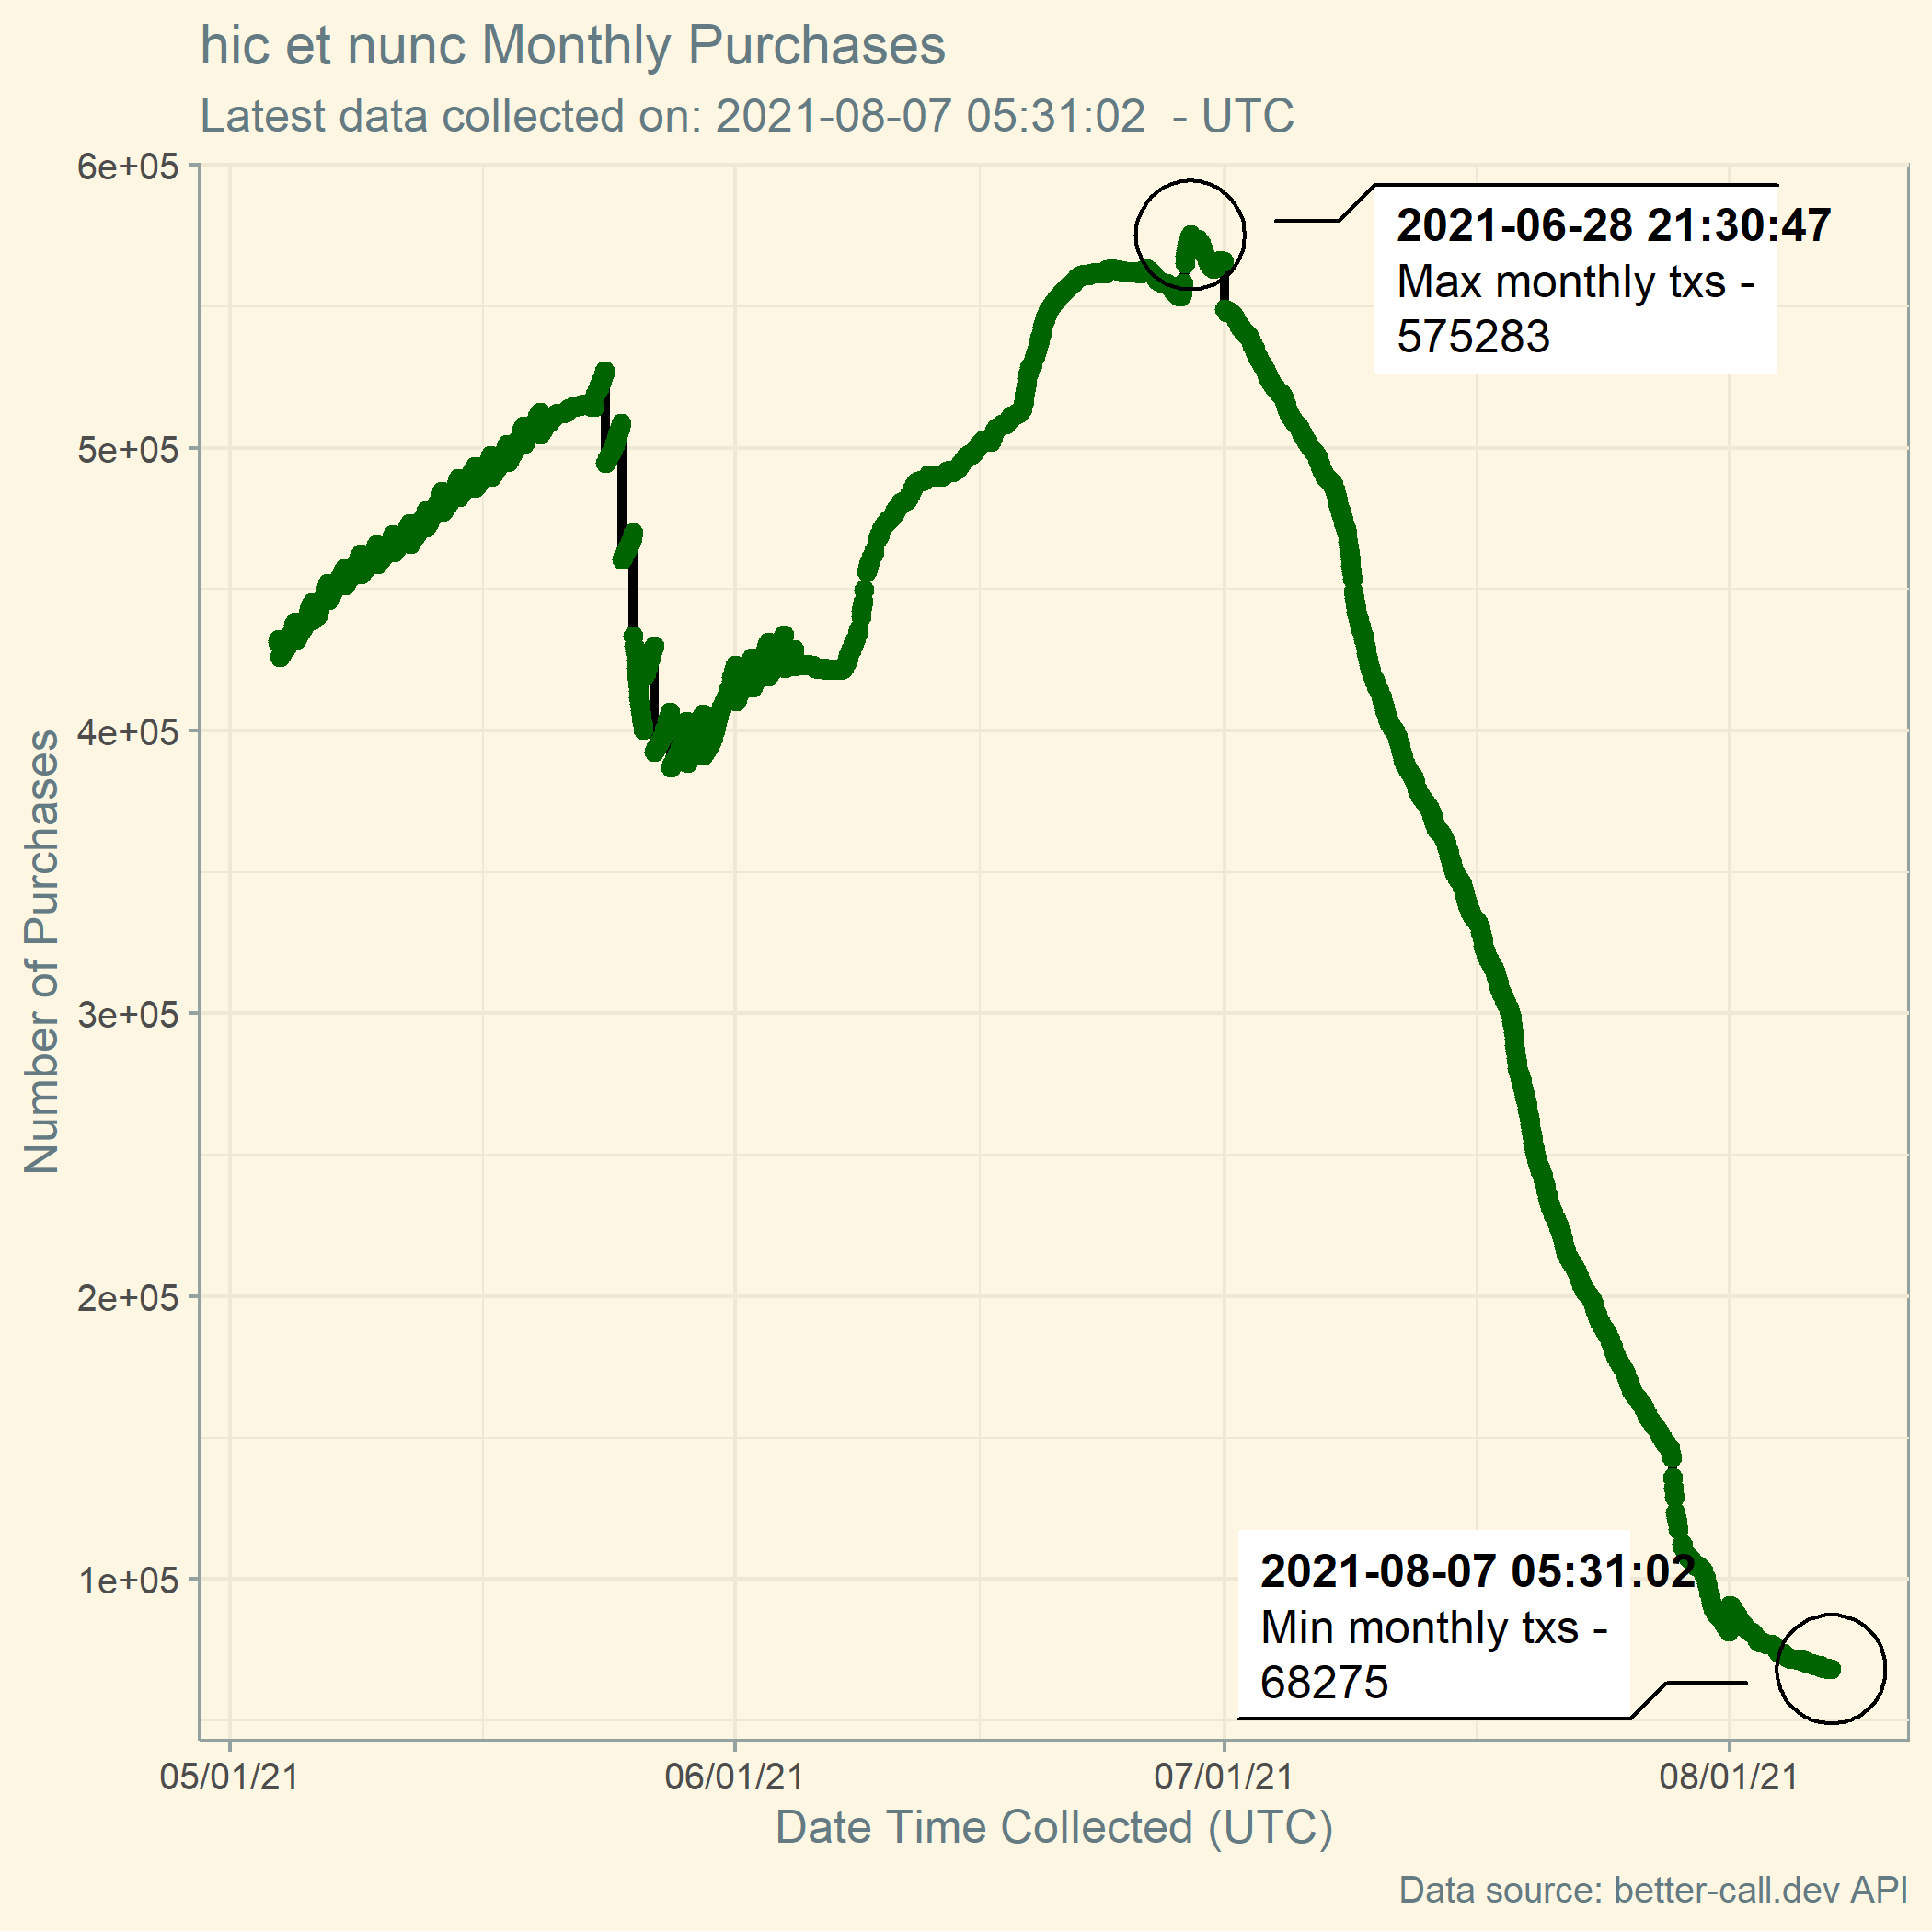 hic et nunc Monthly Purchases
Latest data collected on: 2021-08-07 05:31:02  - UTC
6e+05
5e+05
4e+05
3e+05
2e+05
1e+05
Number of Purchases
2021-06-28 21:30:47
Max monthly txs -
575283
2021-08-07 05:31:02
Min monthly txs -
68275
05/01/21
06/01/21
07/01/21
08/01/21
Date Time Collected (UTC)
Data source: better-call.dev API